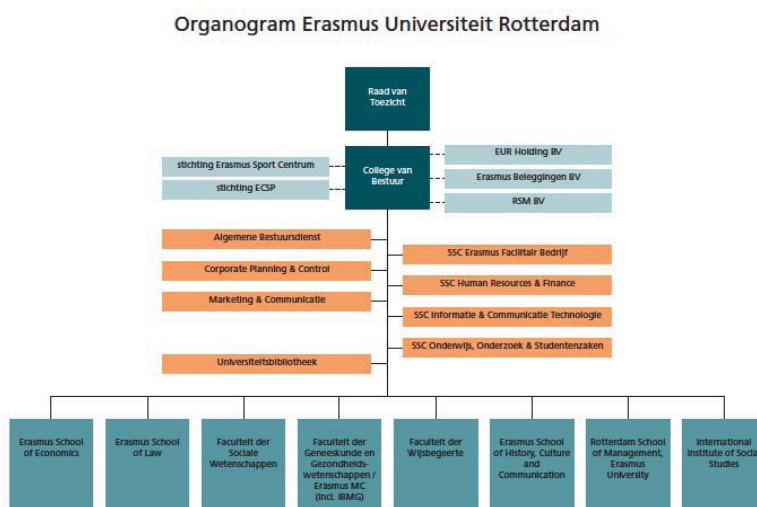 Organogram Erasmus Universiteit Rotterdam
Raad van
Toezicht
College van
Bestuur
stichting Erasmus Sport Centrum
stichting ECSP
EUR Holding BV
Erasmus Beleggingen BV
RSM BV
Algemene Bestuursdienst
Corporate Planning & Control
Marketing & Communicatie
Universiteitsbibliotheek
SSC Erasmus Facilitair Bedrijf
SSC Human Resources & Finance
SSC Informatie & Communicatie Technologie
SSC Onderwijs, Onderzoek & Studentenzaken
Erasmus School
of Economics
Erasmus School
of Law
Faculteit der
Sociale
Wetenschappen
Faculteit der
Geneeskunde en
Gezondheids-
wetenschappen /
Erasmus MC
(incl. iBMG)
Faculteit der
Wijsbegeerte
Erasmus School
of History, Culture
and
Communication
Rotterdam School
of Management,
Erasmus
University
International
Institute of Social
Studies